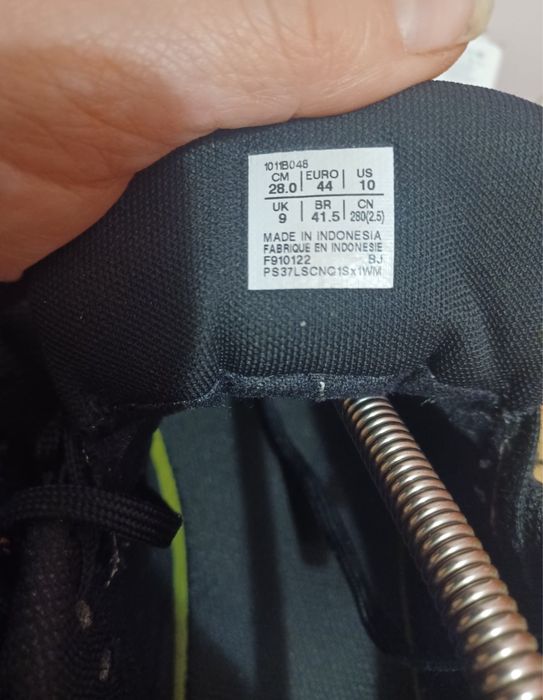 1011B048
CM | EURO | US
28.0 | 44 | 10
UK | BR | CN
9 | 41.5 | 280(2.5)
MADE IN INDONESIA
FABRIQUE EN INDONESIE
F910122 BJ
PS37LSCNG1Sx1WM